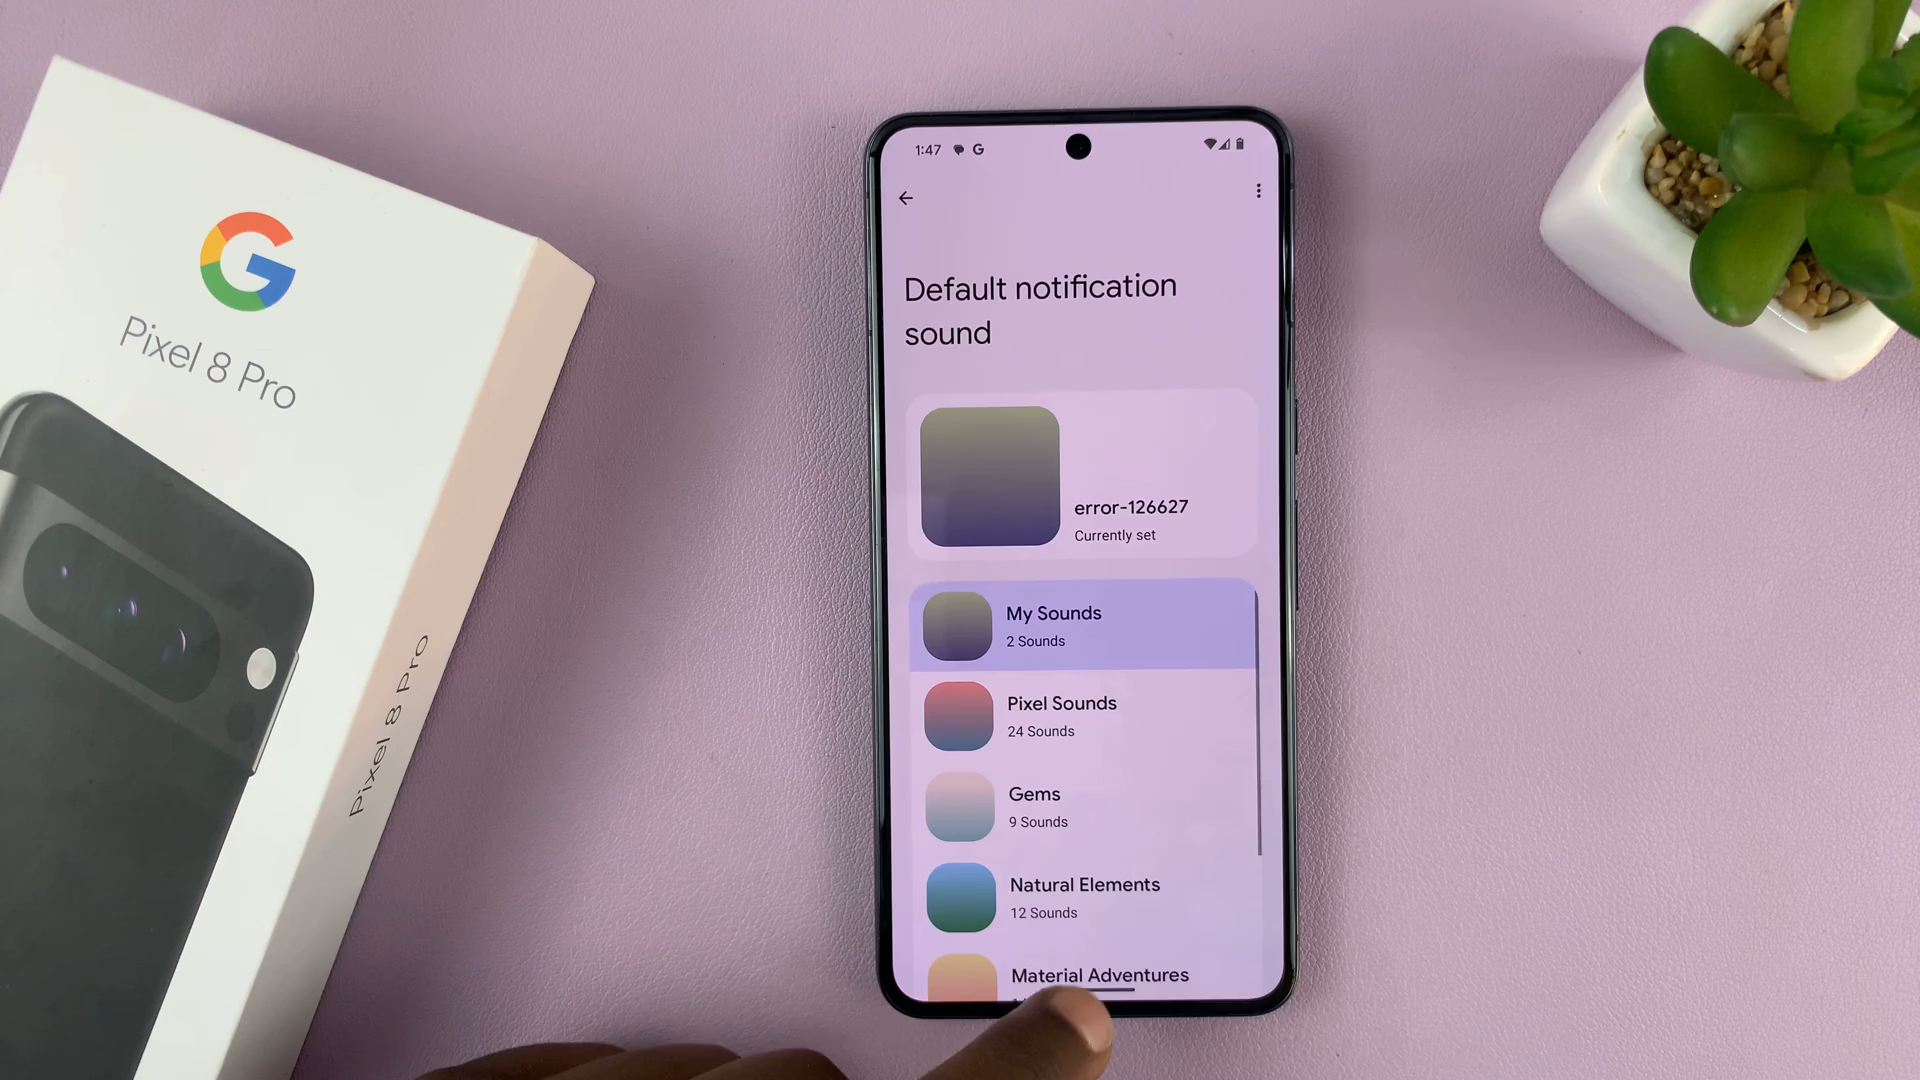 Pixel 8 Pro
Pixel 8 Pro
1:47
Default notification
sound
error-126627
Currently set
My Sounds
2 Sounds
Pixel Sounds
24 Sounds
Gems
9 Sounds
Natural Elements
12 Sounds
Material Adventures